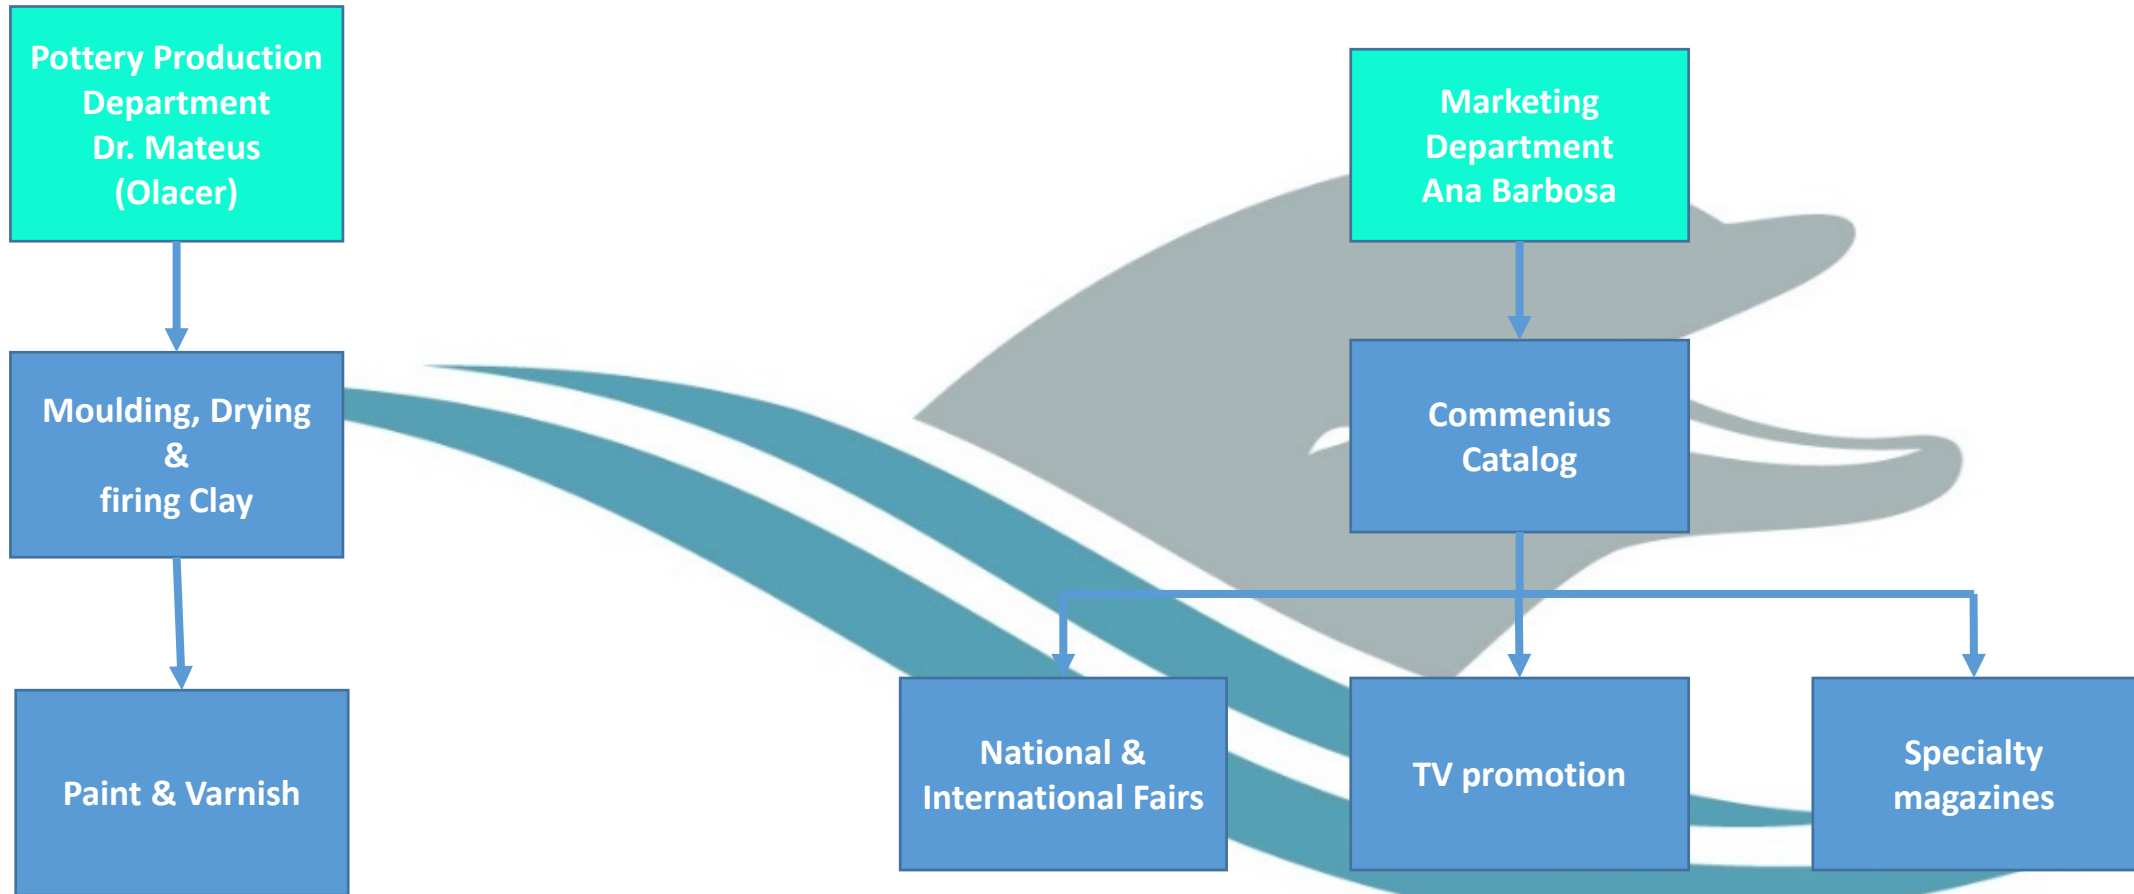 Pottery Production
Department
Dr. Mateus
(Olacer)
Marketing
Department
Ana Barbosa
Moulding, Drying
&
firing Clay
Commenius
Catalog
Paint & Varnish
National &
International Fairs
TV promotion
Specialty
magazines